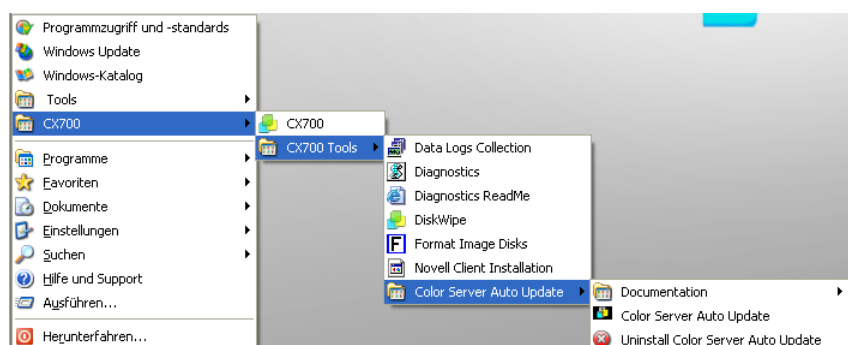 Programmzugriff und -standards
Windows Update
Windows-Katalog
Tools
CX700
Programme
Favoriten
Dokumente
Einstellungen
Suchen
Hilfe und Support
Ausführen...
Herunterfahren...
CX700
CX700 Tools
Data Logs Collection
Diagnostics
Diagnostics ReadMe
DiskWipe
Format Image Disks
Novell Client Installation
Color Server Auto Update
Documentation
Color Server Auto Update
Uninstall Color Server Auto Update